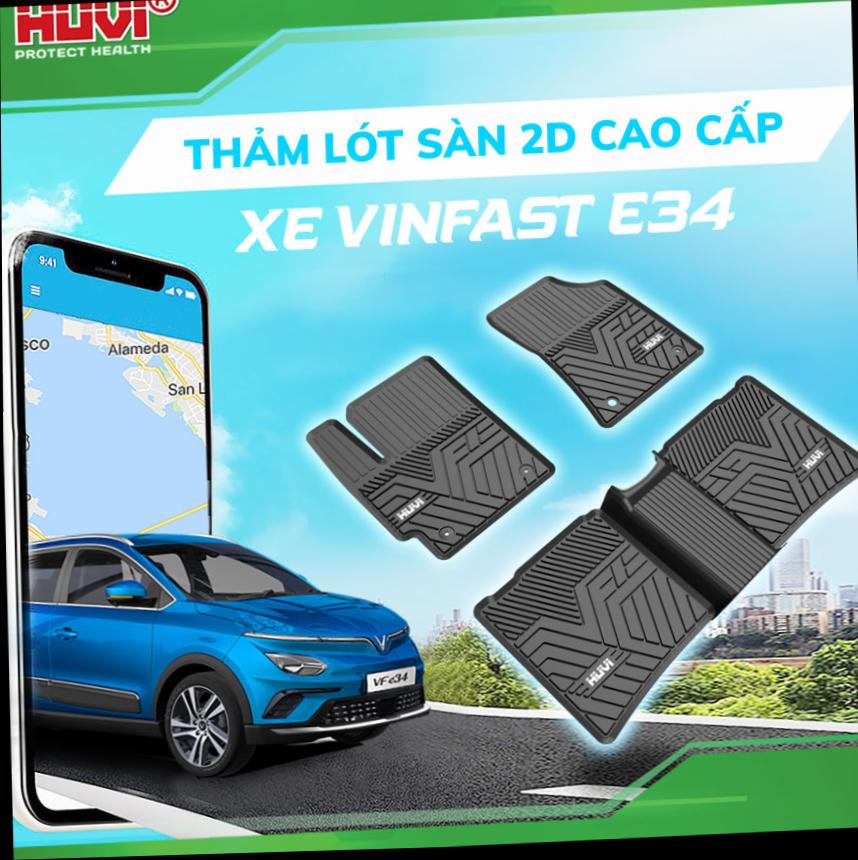 HUVI®
PROTECT HEALTH
THẢM LÓT SÀN 2D CAO CẤP
XE VINFAST E34
9:41
Alameda
San L
HUVI
HUVI
HUVI
HUVI
VF e34